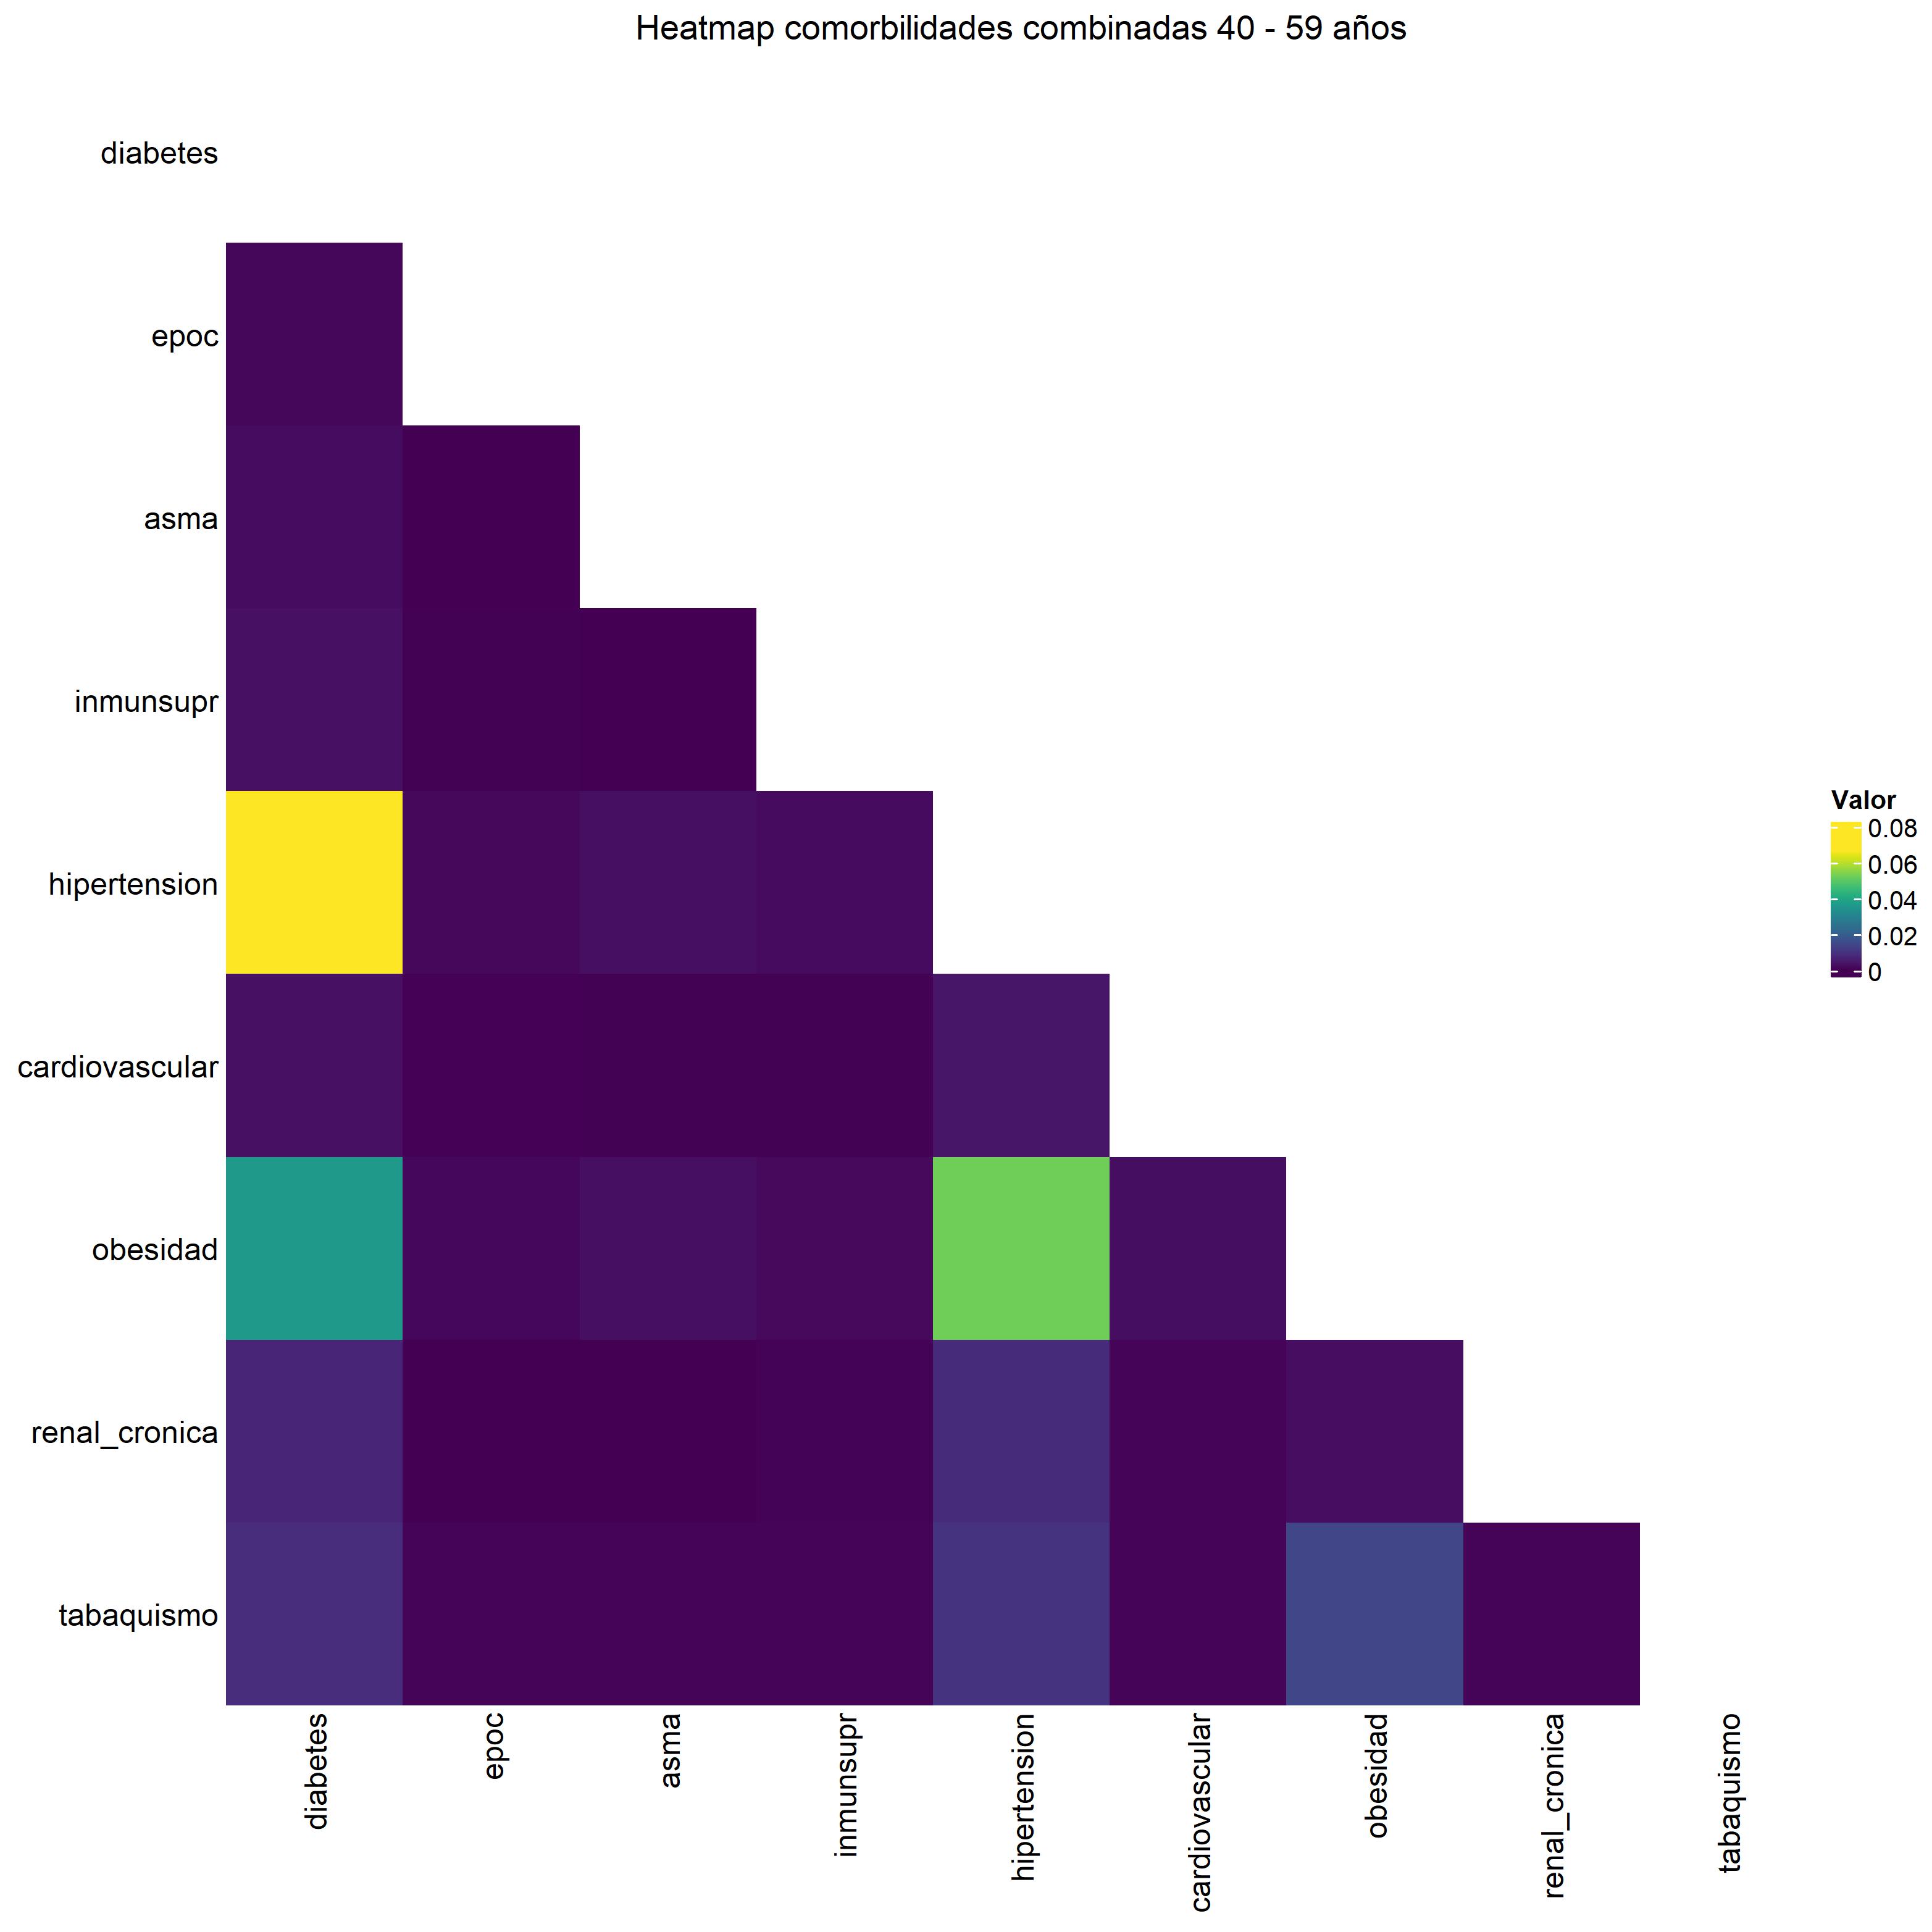 Heatmap comorbilidades combinadas 40 - 59 años
diabetes
epoc
asma
inmunsupr
hipertension
cardiovascular
obesidad
renal_cronica
tabaquismo
Valor
0.08
0.06
0.04
0.02
0
diabetes
epoc
asma
inmunsupr
hipertension
cardiovascular
obesidad
renal_cronica
tabaquismo